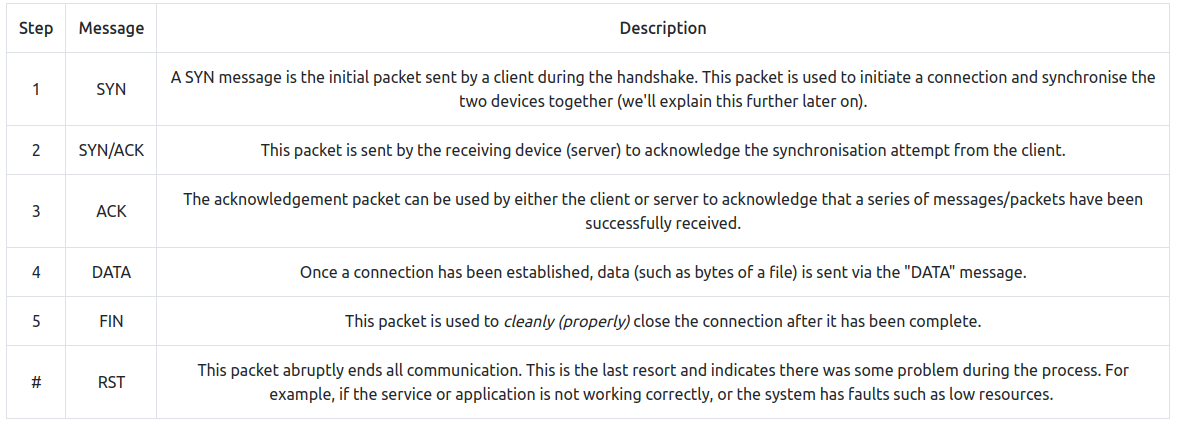 Step Message Description
1 SYN A SYN message is the initial packet sent by a client during the handshake. This packet is used to initiate a connection and synchronise the
two devices together (we'll explain this further later on).
2 SYN/ACK This packet is sent by the receiving device (server) to acknowledge the synchronisation attempt from the client.
3 ACK The acknowledgement packet can be used by either the client or server to acknowledge that a series of messages/packets have been
successfully received.
4 DATA Once a connection has been established, data (such as bytes of a file) is sent via the "DATA" message.
5 FIN This packet is used to cleanly (properly) close the connection after it has been complete.
# RST This packet abruptly ends all communication. This is the last resort and indicates there was some problem during the process. For
example, if the service or application is not working correctly, or the system has faults such as low resources.